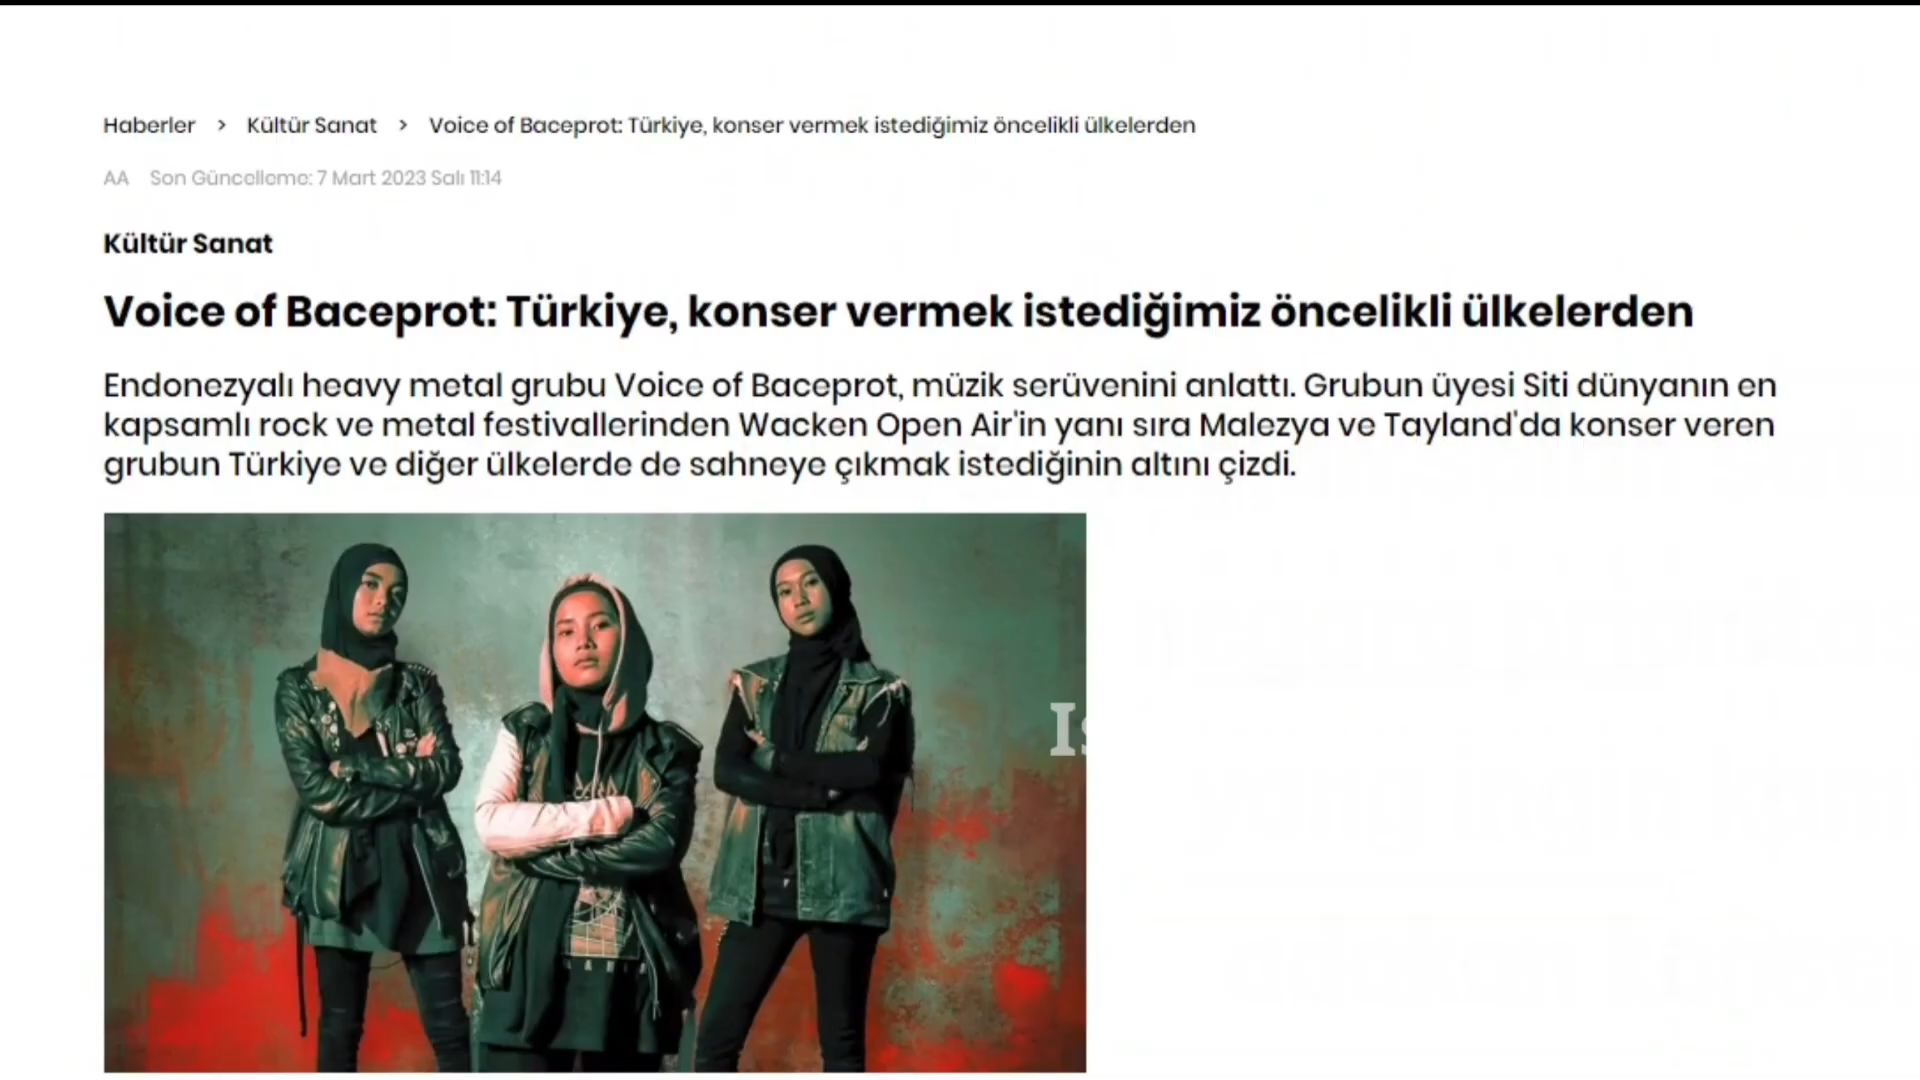 Haberler > Kültür Sanat > Voice of Baceprot: Türkiye, konser vermek istediğimiz öncelikli ülkelerden
AA Son Güncelleme: 7 Mart 2023 Salı 11:14
Kültür Sanat
Voice of Baceprot: Türkiye, konser vermek istediğimiz öncelikli ülkelerden
Endonezyalı heavy metal grubu Voice of Baceprot, müzik serüvenini anlattı. Grubun üyesi Siti dünyanın en
kapsamlı rock ve metal festivallerinden Wacken Open Air'in yanı sıra Malezya ve Tayland'da konser veren
grubun Türkiye ve diğer ülkelerde de sahneye çıkmak istediğinin altını çizdi.